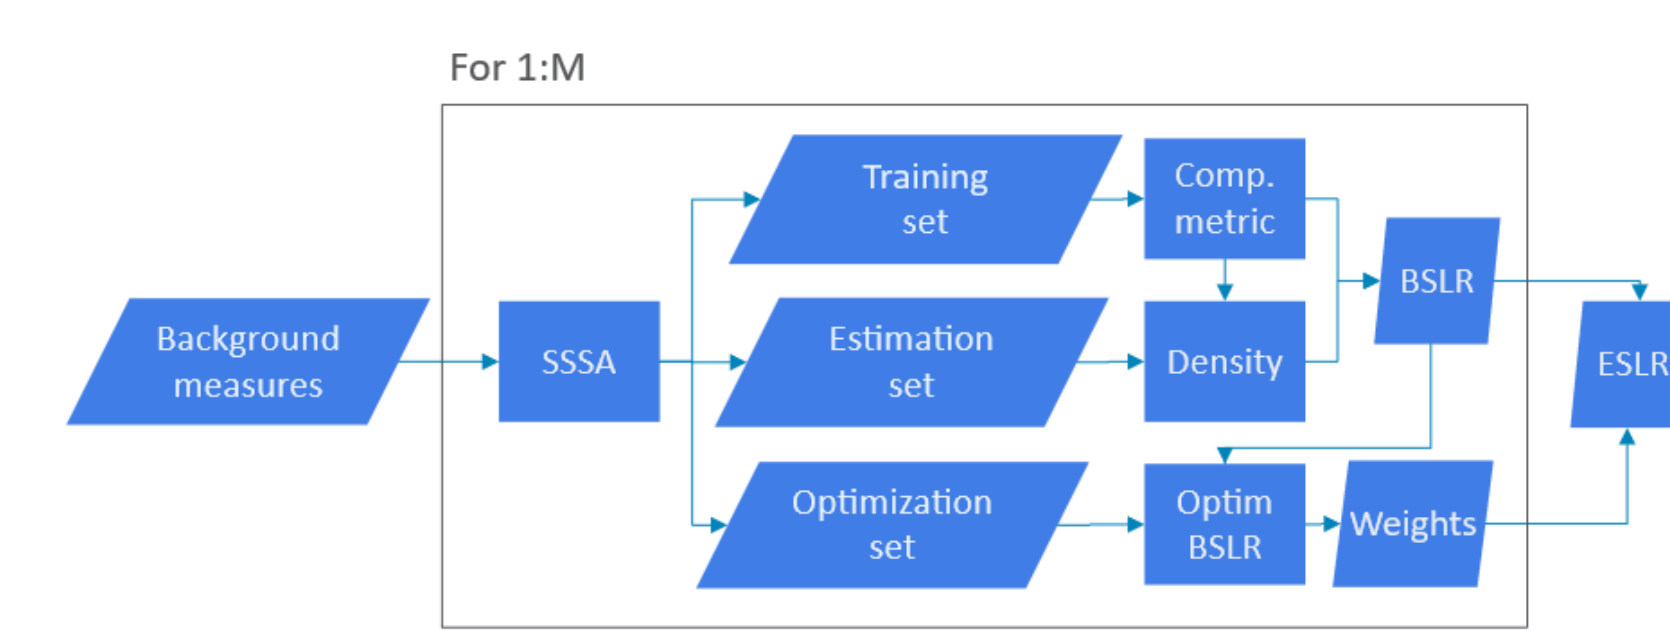 For 1:M
Background
measures
SSSA
Training
set
Estimation
set
Optimization
set
Comp.
metric
Density
Optim
BSLR
BSLR
Weights
ESLR